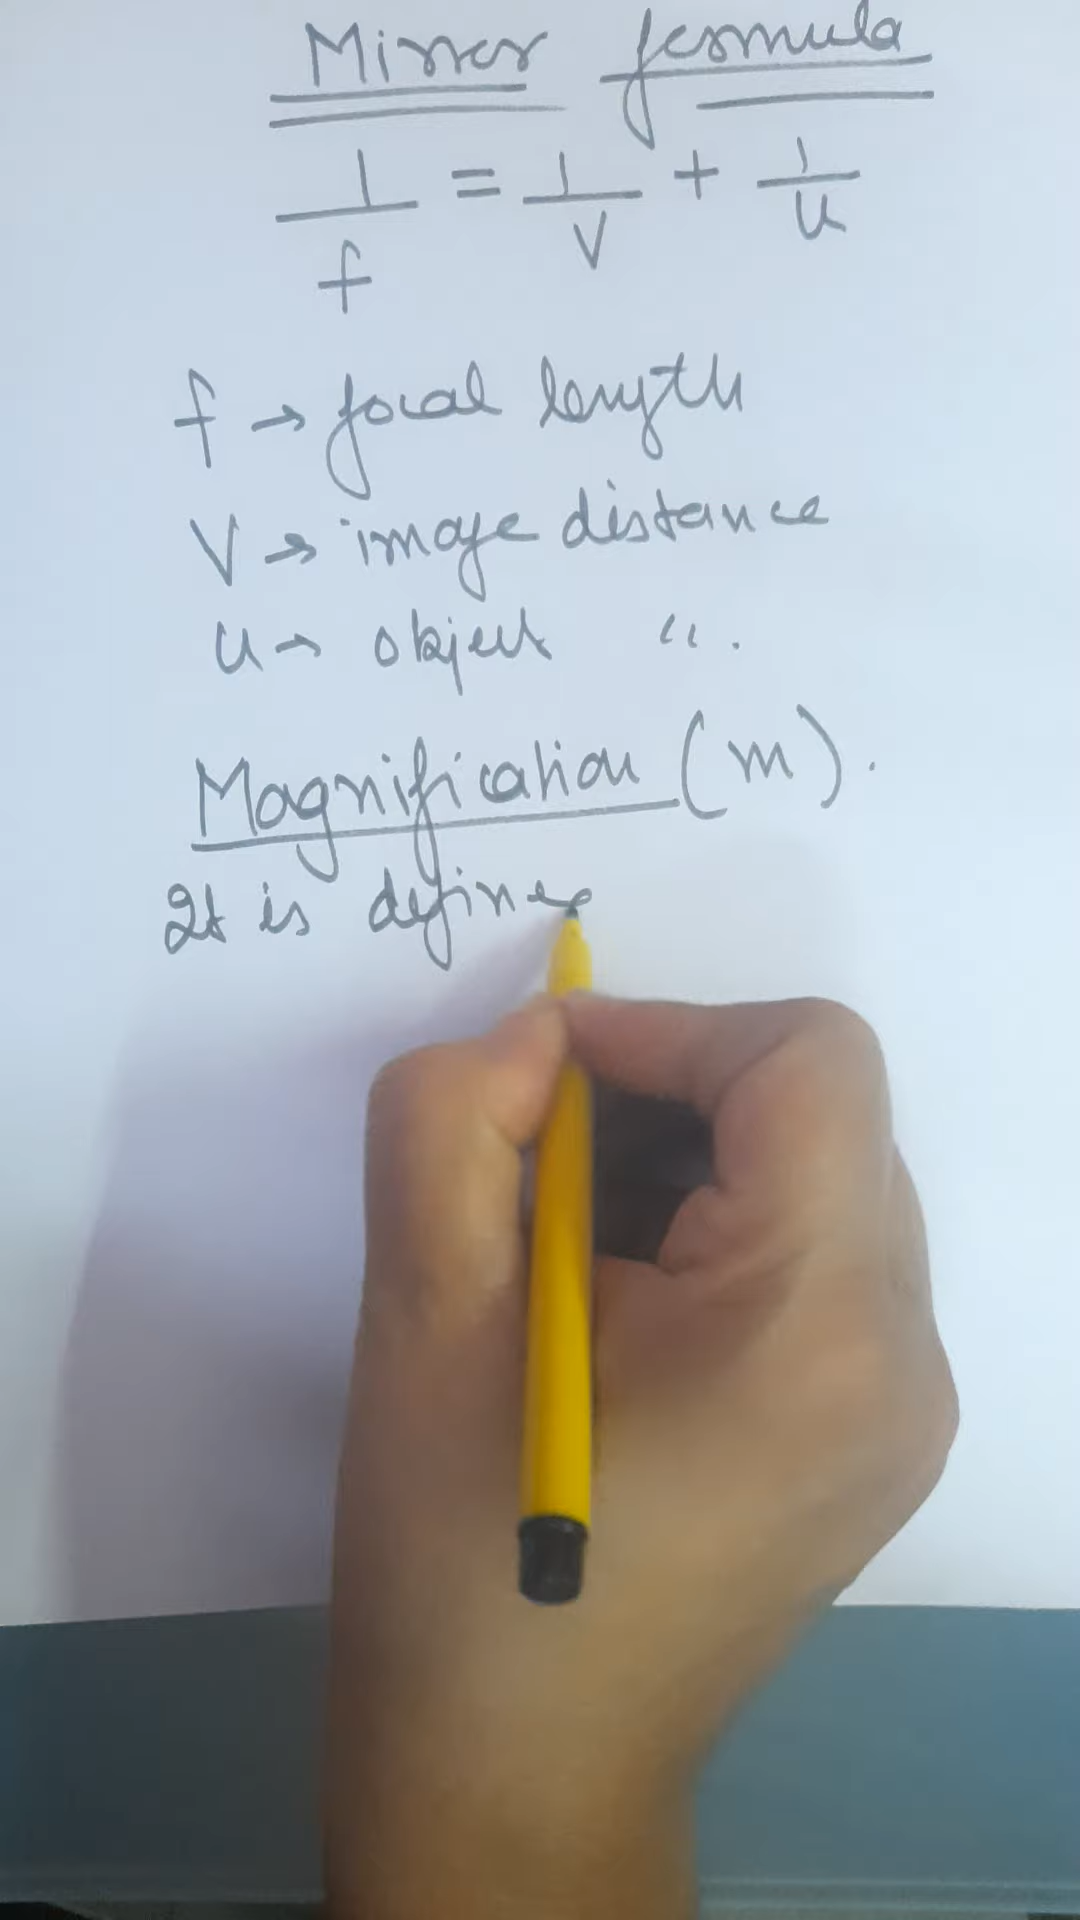 Mirror formula
1/f = 1/v + 1/u
f → focal length
V → image distance
u → object ".
Magnification (m).
It is define